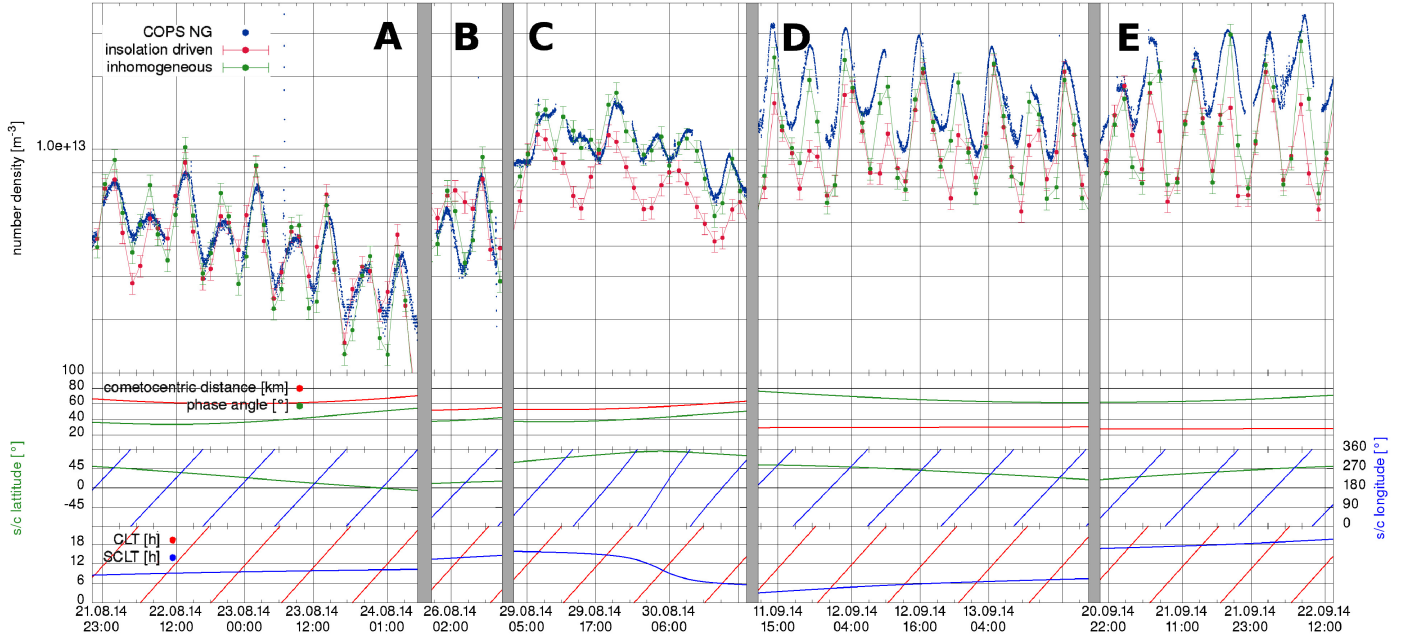 A
B
C
D
E
COPS NG
insolation driven
inhomogeneous
number density [m⁻³]
1.0e+13
100
80
60
40
20
cometocentric distance [km]
phase angle [°]
s/c lattitude [°]
45
0
-45
s/c longitude [°]
360
270
180
90
0
CLT [h]
SCLT [h]
18
12
6
0
21.08.14 22.08.14 23.08.14 23.08.14 24.08.14 26.08.14 29.08.14 29.08.14 30.08.14 11.09.14 12.09.14 12.09.14 13.09.14 20.09.14 21.09.14 21.09.14 22.09.14
23:00 12:00 00:00 12:00 01:00 02:00 05:00 17:00 06:00 15:00 04:00 16:00 04:00 22:00 11:00 23:00 12:00